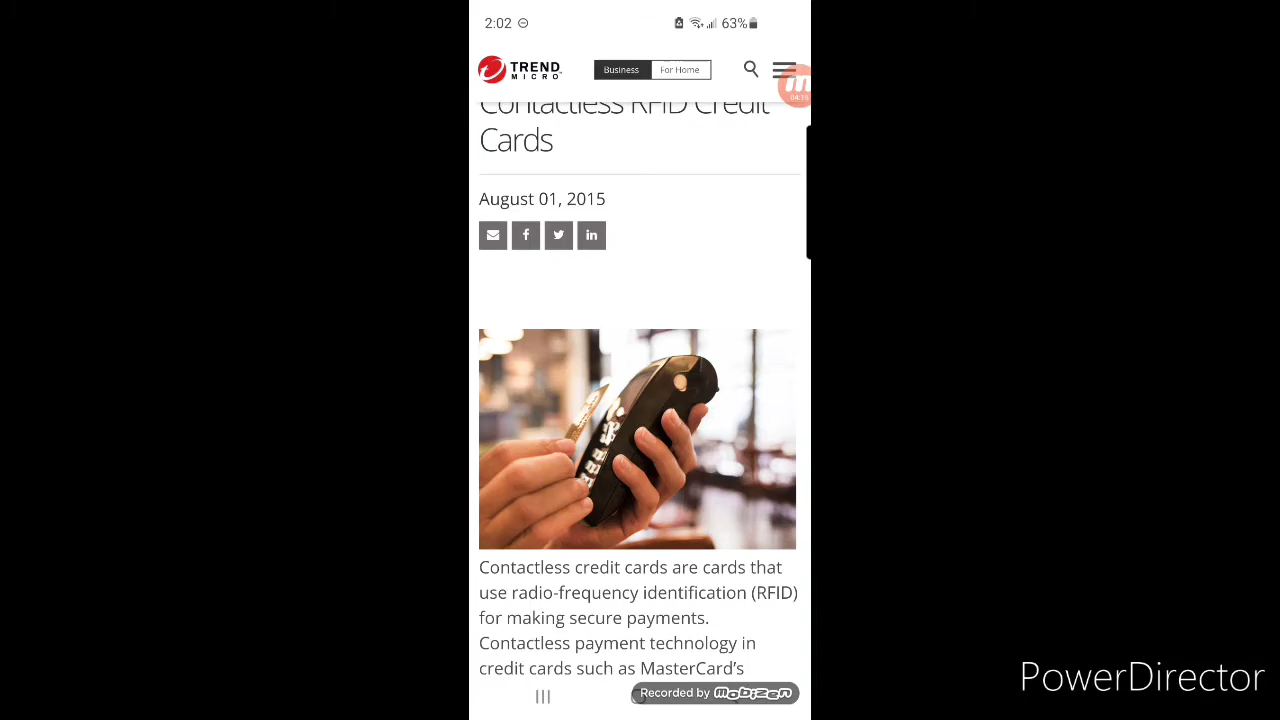 2:02
63%
TREND
MICRO
Business
For Home
04:16
Contactless RFID Credit
Cards
August 01, 2015
Contactless credit cards are cards that
use radio-frequency identification (RFID)
for making secure payments.
Contactless payment technology in
credit cards such as MasterCard’s
Recorded by mobizen
PowerDirector